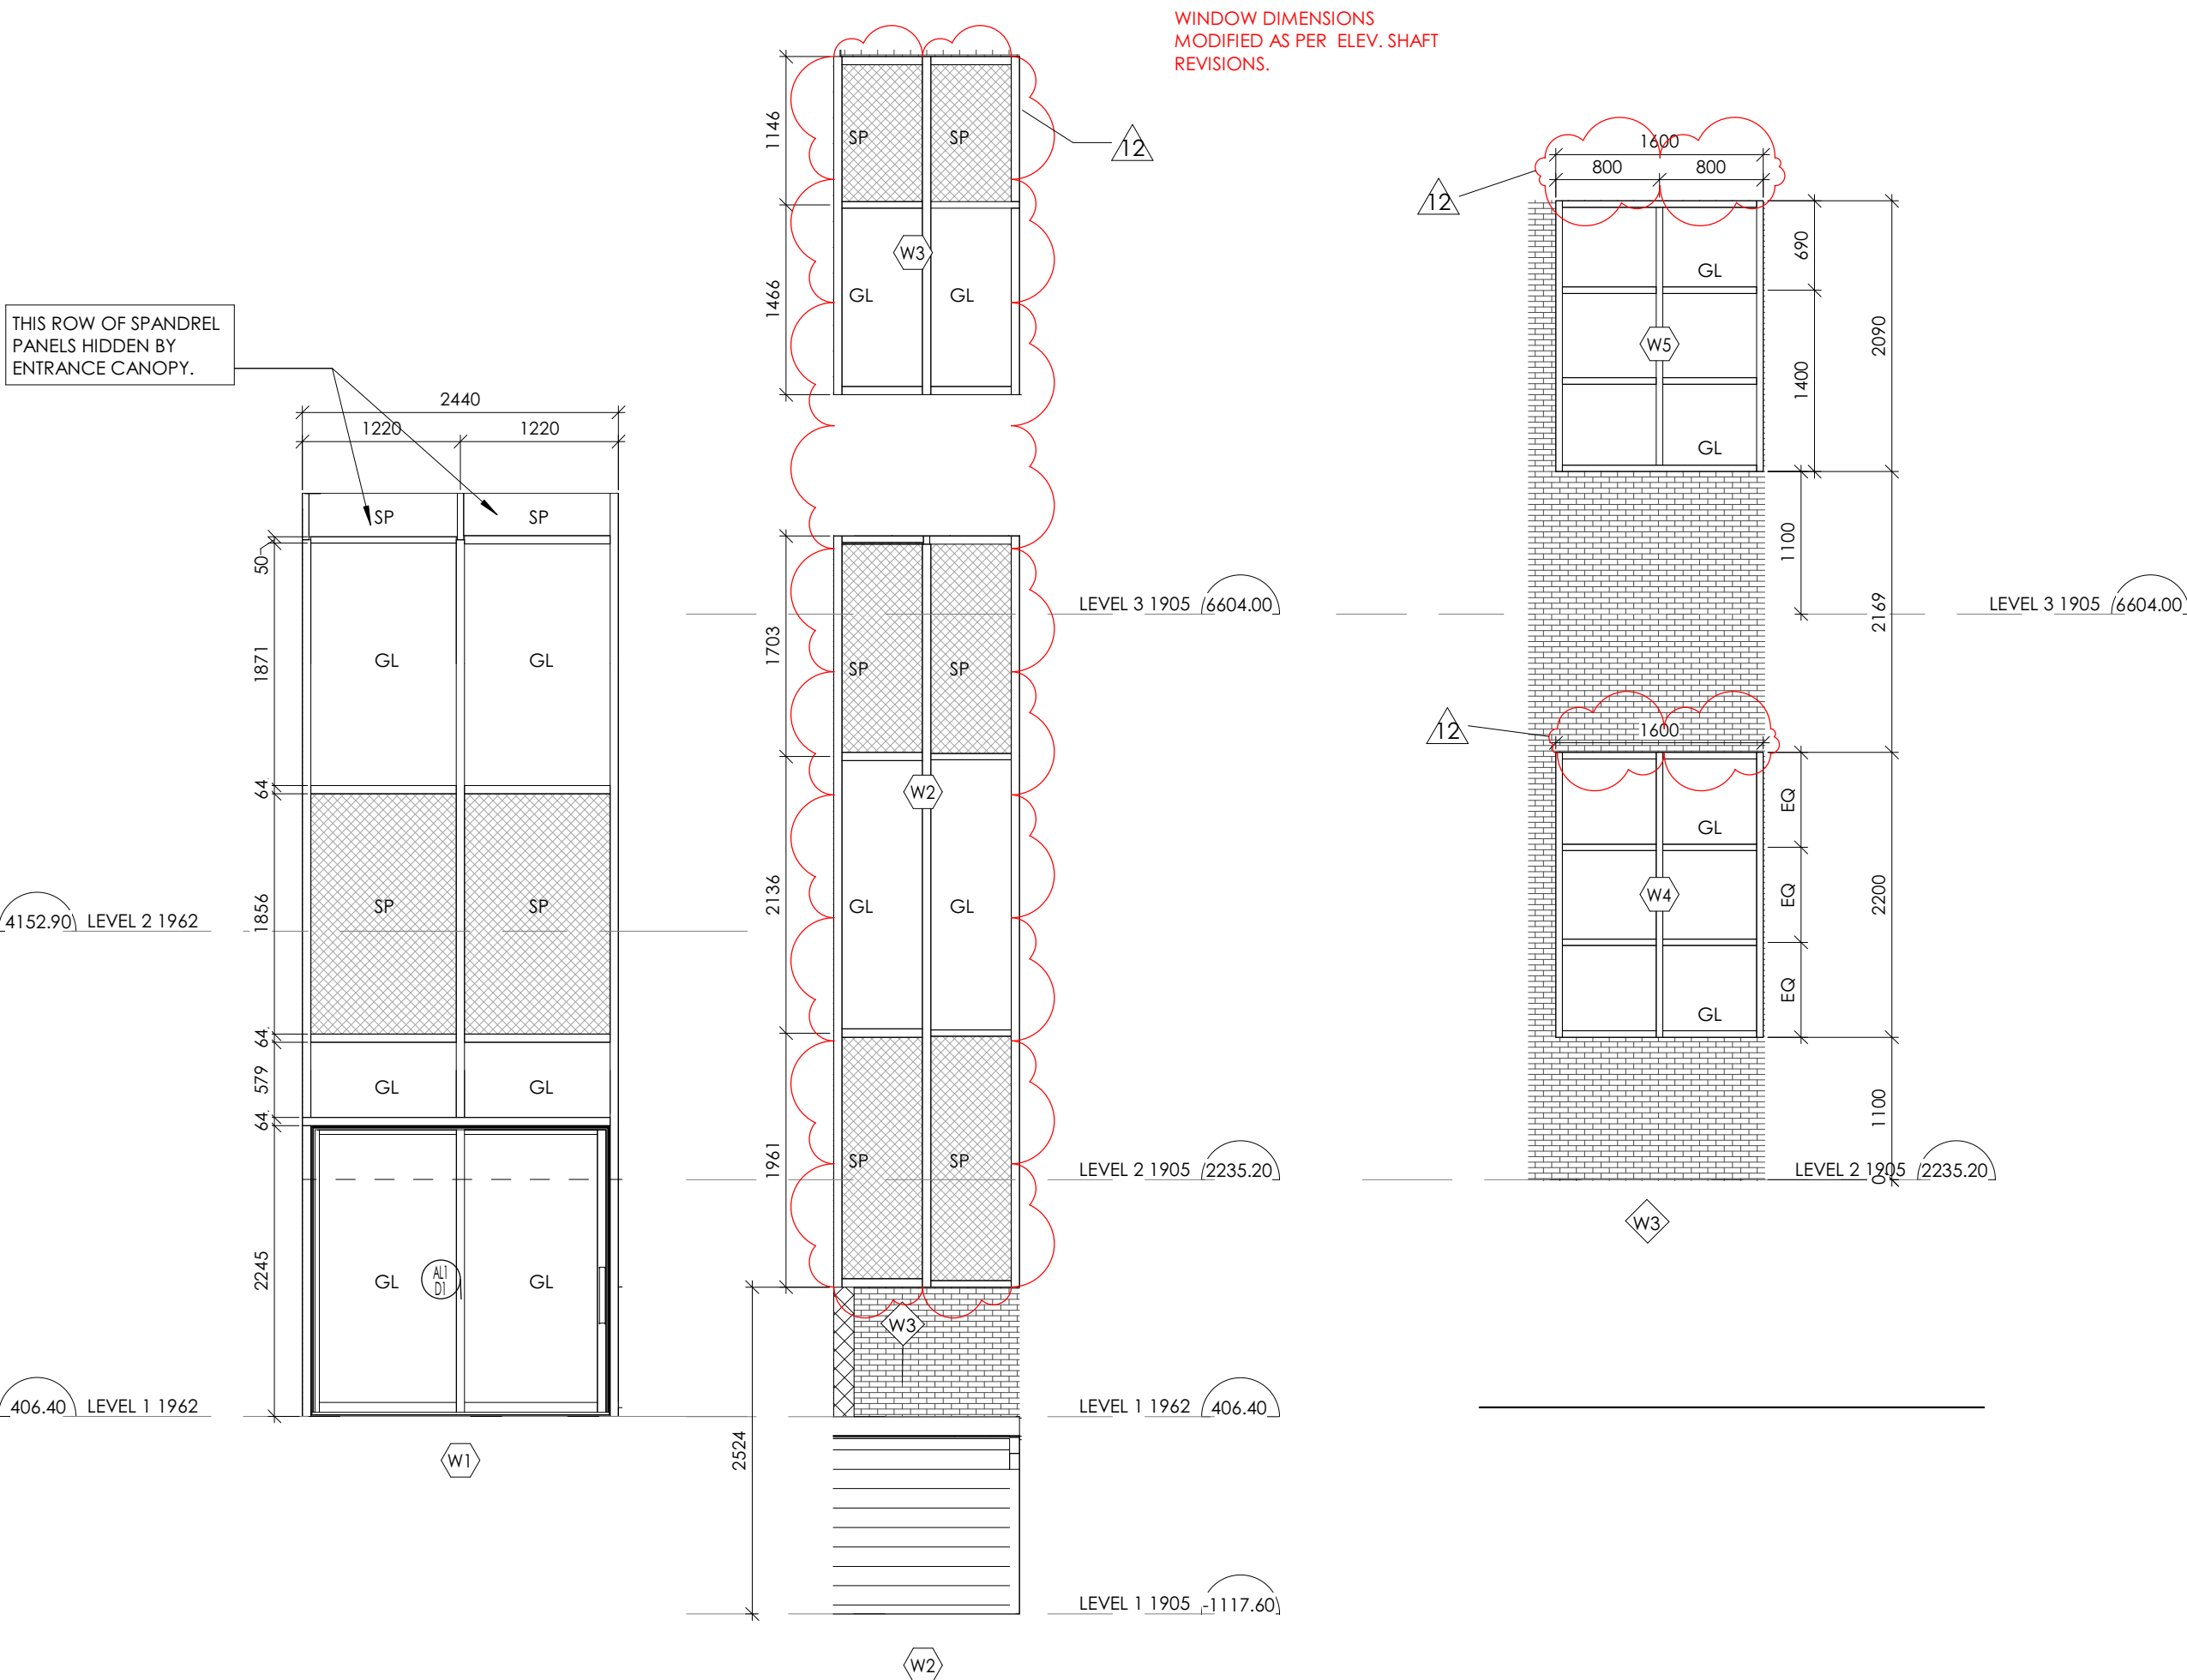 WINDOW DIMENSIONS
MODIFIED AS PER ELEV. SHAFT
REVISIONS.
THIS ROW OF SPANDREL
PANELS HIDDEN BY
ENTRANCE CANOPY.
2440
1220 1220
SP SP
50
1871
GL GL
64
1856
SP SP
4152.90 LEVEL 2 1962
64
579
GL GL
64
2245
GL AL1 GL
D1
406.40 LEVEL 1 1962
W1
1146
SP SP
12
W3
1466
GL GL
LEVEL 3 1905 6604.00
1703
SP SP
W2
2136
GL GL
1961
SP SP
LEVEL 2 1905 2235.20
W3
LEVEL 1 1962 406.40
2524
LEVEL 1 1905 -1117.60
W2
1600
800 800
12
690
GL
2090
W5
1400
GL
1100
LEVEL 3 1905 6604.00
2169
12
1600
EQ
GL
W4
EQ
2200
EQ
GL
1100
LEVEL 2 1905 2235.20
0
W3